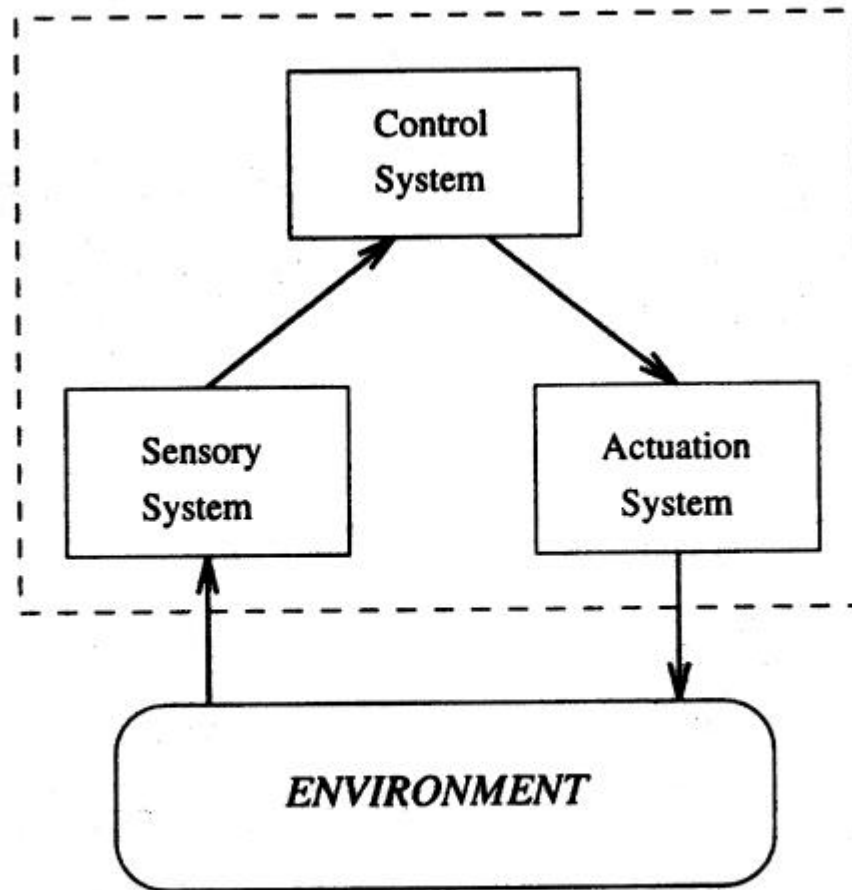 Control
System
Sensory
System
Actuation
System
ENVIRONMENT